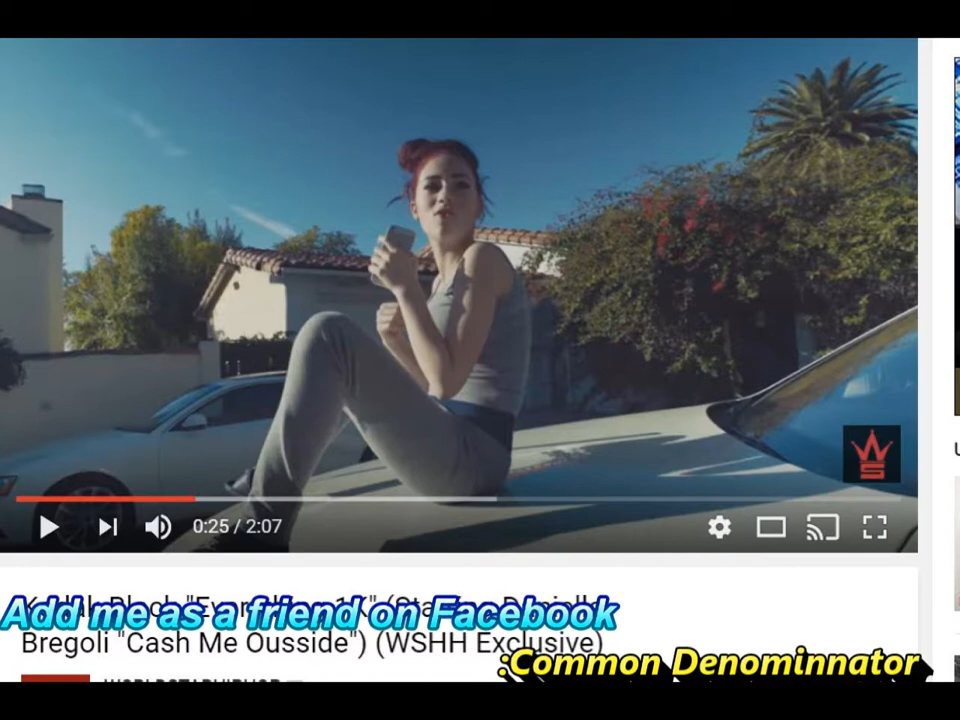 0:25 / 2:07
Add me as a friend on Facebook
Bregoli "Cash Me Ousside") (WSHH Exclusive)
:Common Denominnator